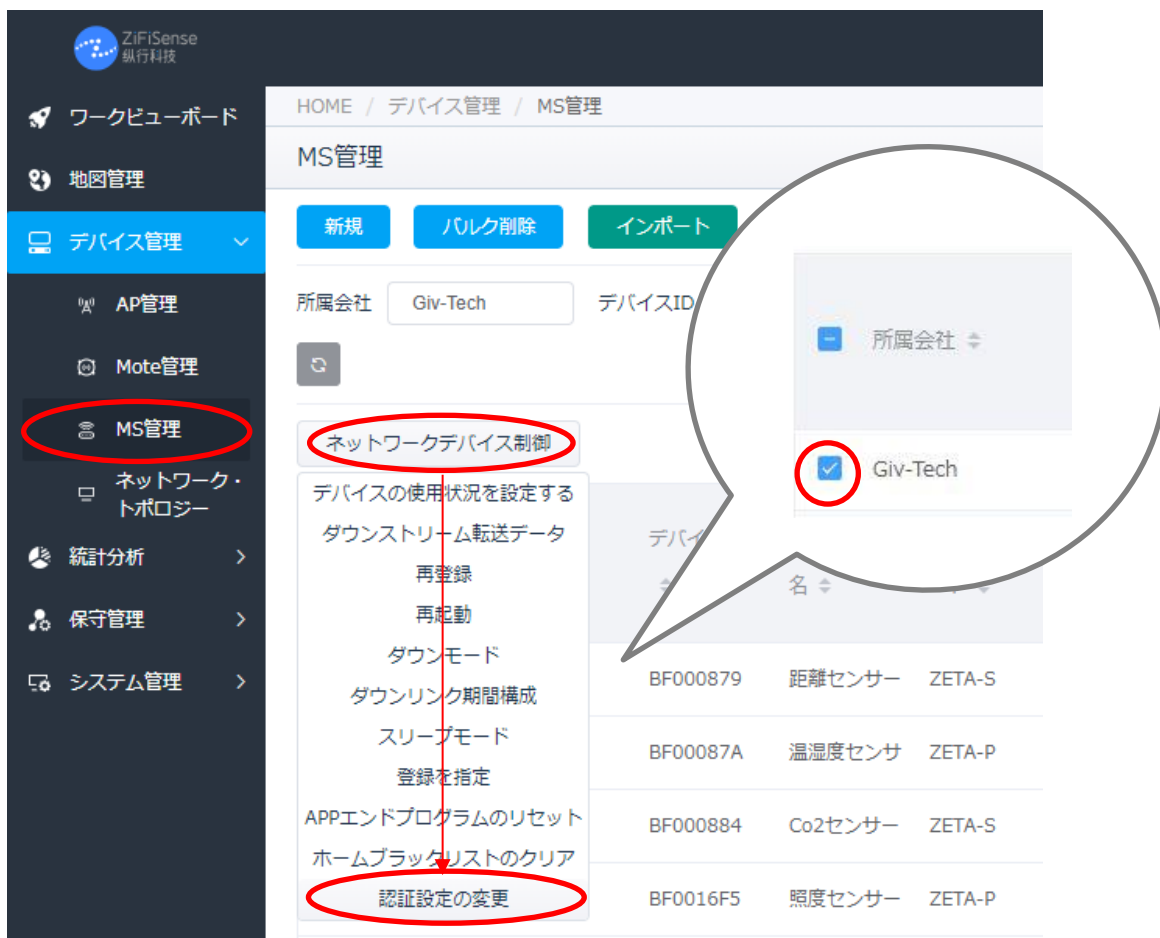 ZiFiSense
纵行科技
ワークビューボード
地図管理
デバイス管理
AP管理
Mote管理
MS管理
ネットワーク・
トポロジー
統計分析
保守管理
システム管理
HOME / デバイス管理 / MS管理
MS管理
新規 バルク削除 インポート
所属会社 Giv-Tech デバイスID
ネットワークデバイス制御
デバイスの使用状況を設定する
ダウンストリーム転送データ
再登録
再起動
ダウンモード
ダウンリンク期間構成
スリープモード
登録を指定
APPエンドプログラムのリセット
ホームブラックリストのクリア
認証設定の変更
所属会社
Giv-Tech
デバイ
名
BF000879 距離センサー ZETA-S
BF00087A 温湿度センサ ZETA-P
BF000884 Co2センサー ZETA-S
BF0016F5 照度センサー ZETA-P